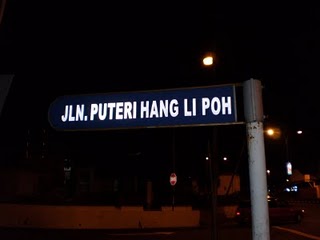 JLN. PUTERI HANG LI POH